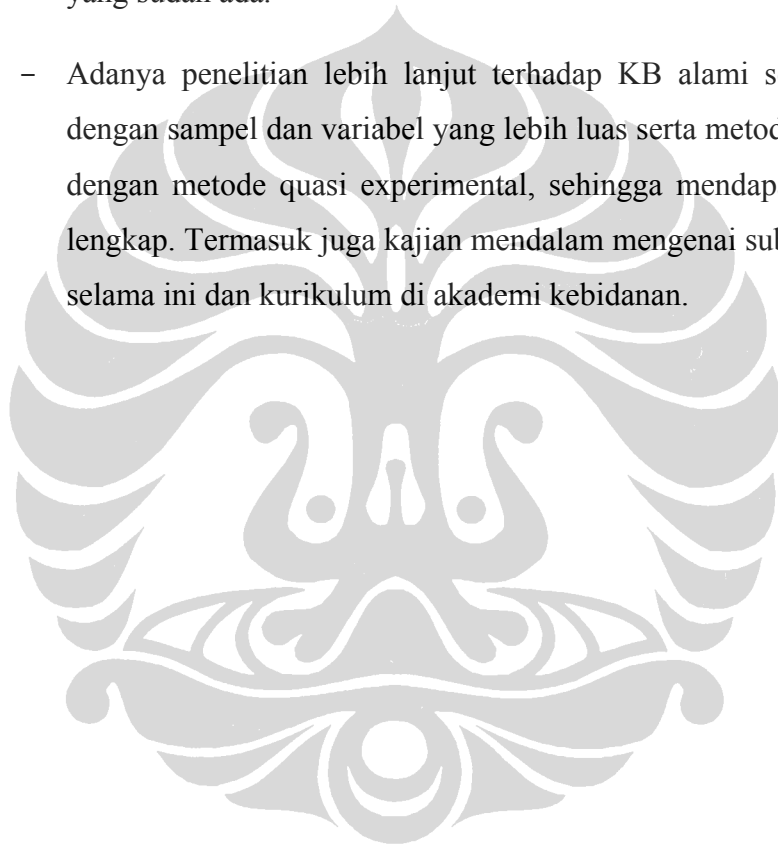 yang sudah ada.
- Adanya penelitian lebih lanjut terhadap KB alami s
dengan sampel dan variabel yang lebih luas serta metod
dengan metode quasi experimental, sehingga mendap
lengkap. Termasuk juga kajian mendalam mengenai sul
selama ini dan kurikulum di akademi kebidanan.